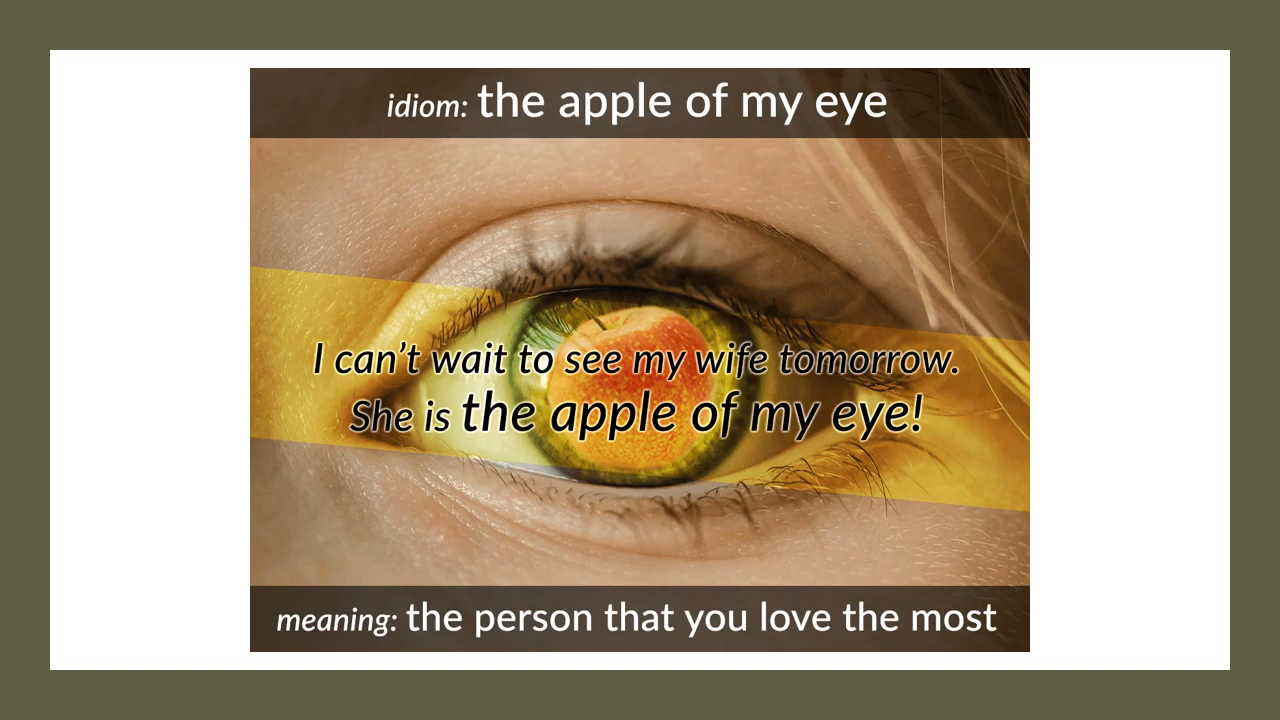 idiom: the apple of my eye
I can’t wait to see my wife tomorrow.
She is the apple of my eye!
meaning: the person that you love the most